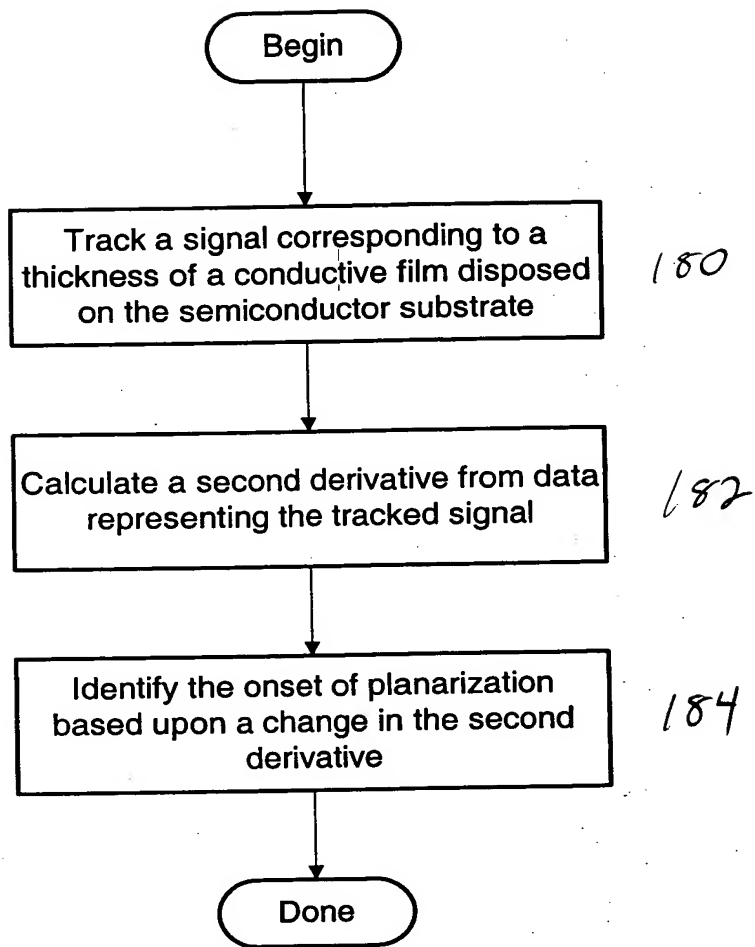 Begin
Track a signal corresponding to a
thickness of a conductive film disposed
on the semiconductor substrate
180
Calculate a second derivative from data
representing the tracked signal
182
Identify the onset of planarization
based upon a change in the second
derivative
184
Done